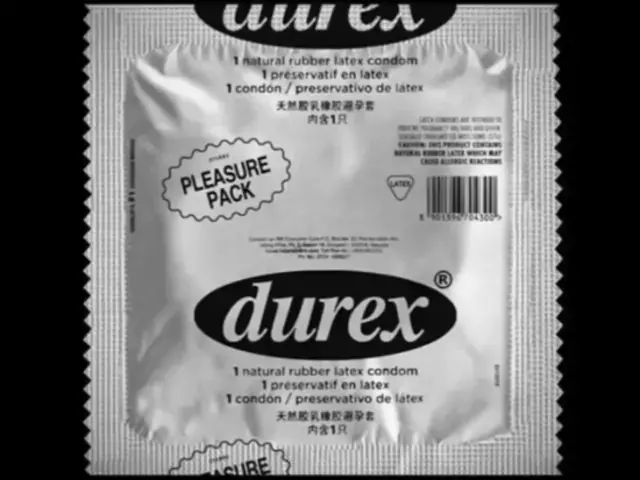 durex
1 natural rubber latex condom
1 préservatif en latex
1 condón / preservativo de látex
天然胶乳橡胶避孕套
内含1只
CAUTION: THIS PRODUCT CONTAINS
NATURAL RUBBER LATEX WHICH MAY
CAUSE ALLERGIC REACTIONS
PLEASURE
PACK
LATEX
8 901396 704300
durex®
1 natural rubber latex condom
1 préservatif en latex
1 condón / preservativo de látex
天然胶乳橡胶避孕套
内含1只
PLEASURE